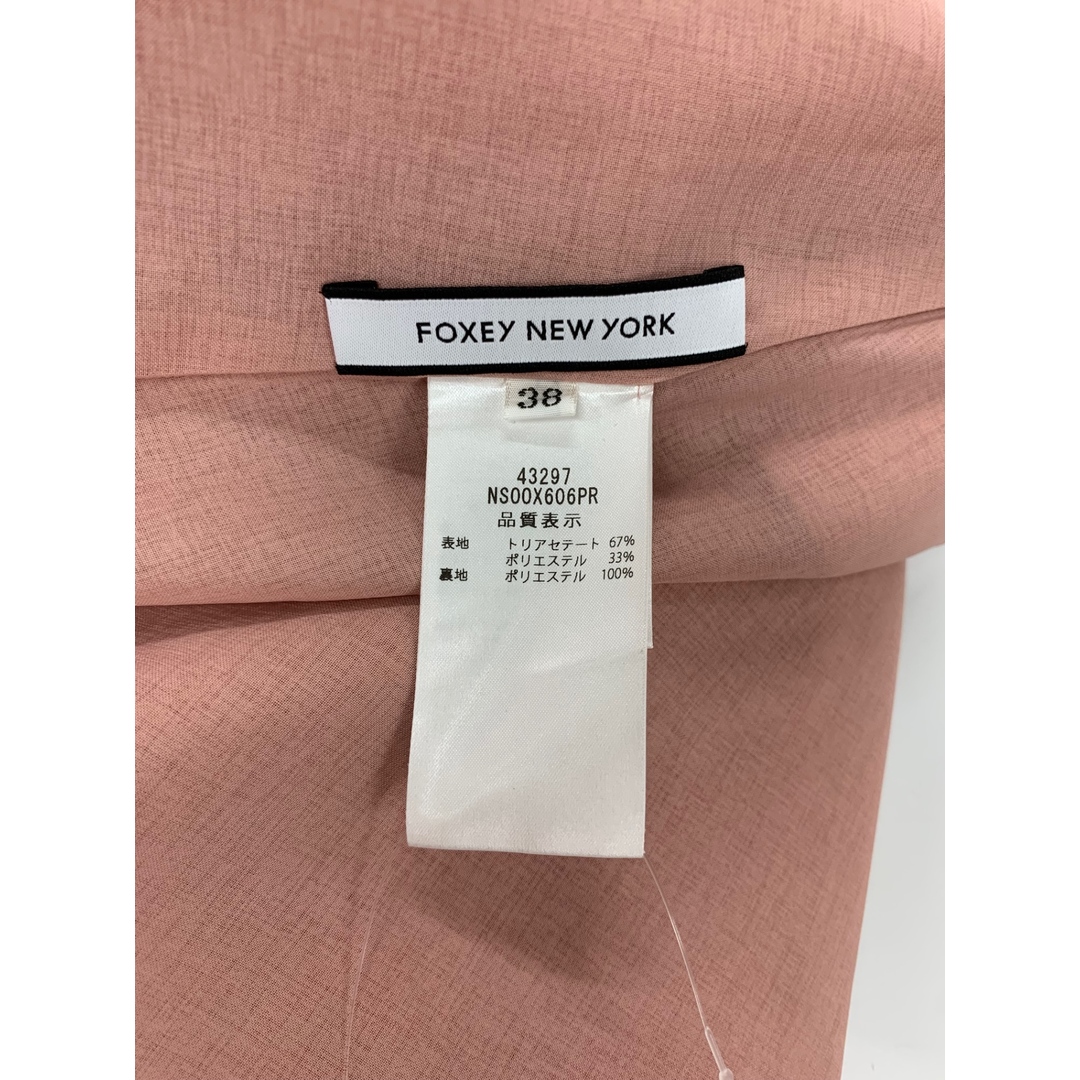 FOXEY NEW YORK
38
43297
NS00X606PR
品質表示
表地 トリアセテート 67%
ポリエステル 33%
裏地 ポリエステル 100%